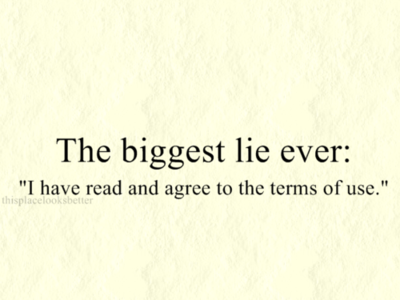 The biggest lie ever:
"I have read and agree to the terms of use."
thisplacelooksbetter